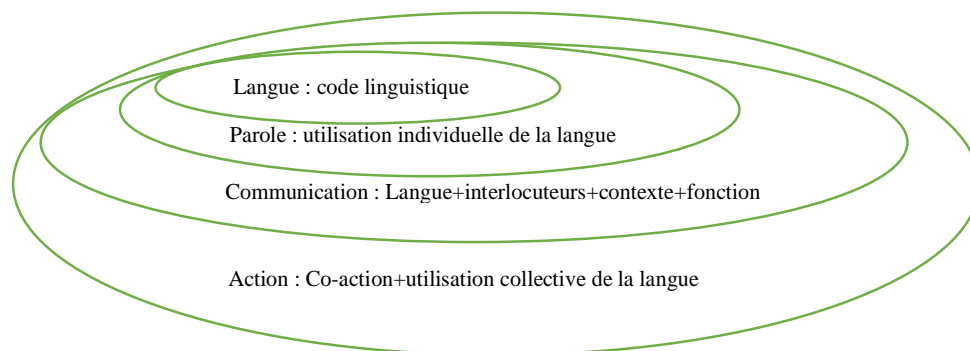 Langue : code linguistique
Parole : utilisation individuelle de la langue
Communication : Langue+interlocuteurs+contexte+fonction
Action : Co-action+utilisation collective de la langue